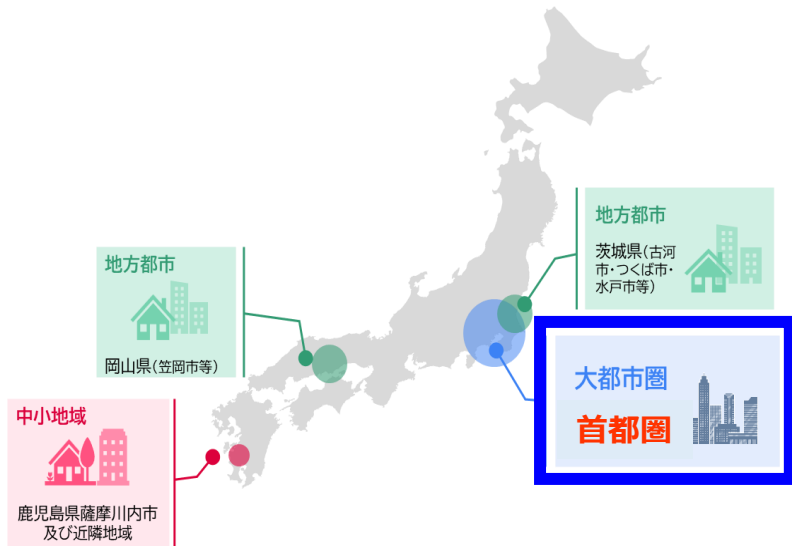 地方都市
茨城県(古河
市・つくば市・
水戸市等)
地方都市
岡山県(笠岡市等)
大都市圏
首都圏
中小地域
鹿児島県薩摩川内市
及び近隣地域